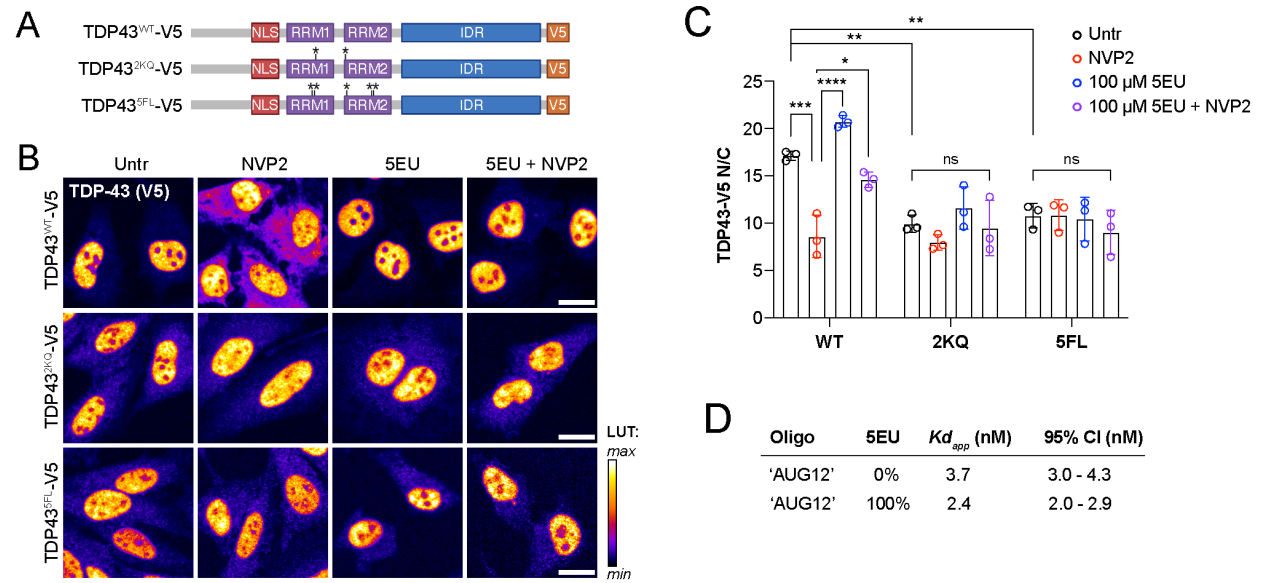 A
TDP43WT-V5
NLS RRM1 RRM2 IDR V5
* *
TDP432KQ-V5
NLS RRM1 RRM2 IDR V5
** * **
TDP435FL-V5
NLS RRM1 RRM2 IDR V5
B
Untr NVP2 5EU 5EU + NVP2
TDP-43 (V5)
TDP43WT-V5
TDP432KQ-V5
TDP435FL-V5
LUT:
max
min
C
Untr
NVP2
100 µM 5EU
100 µM 5EU + NVP2
TDP43-V5 N/C
25
20
15
10
5
0
**
**
*
****
***
ns
ns
WT 2KQ 5FL
D
Oligo 5EU Kdapp (nM) 95% CI (nM)
‘AUG12’ 0% 3.7 3.0 - 4.3
‘AUG12’ 100% 2.4 2.0 - 2.9